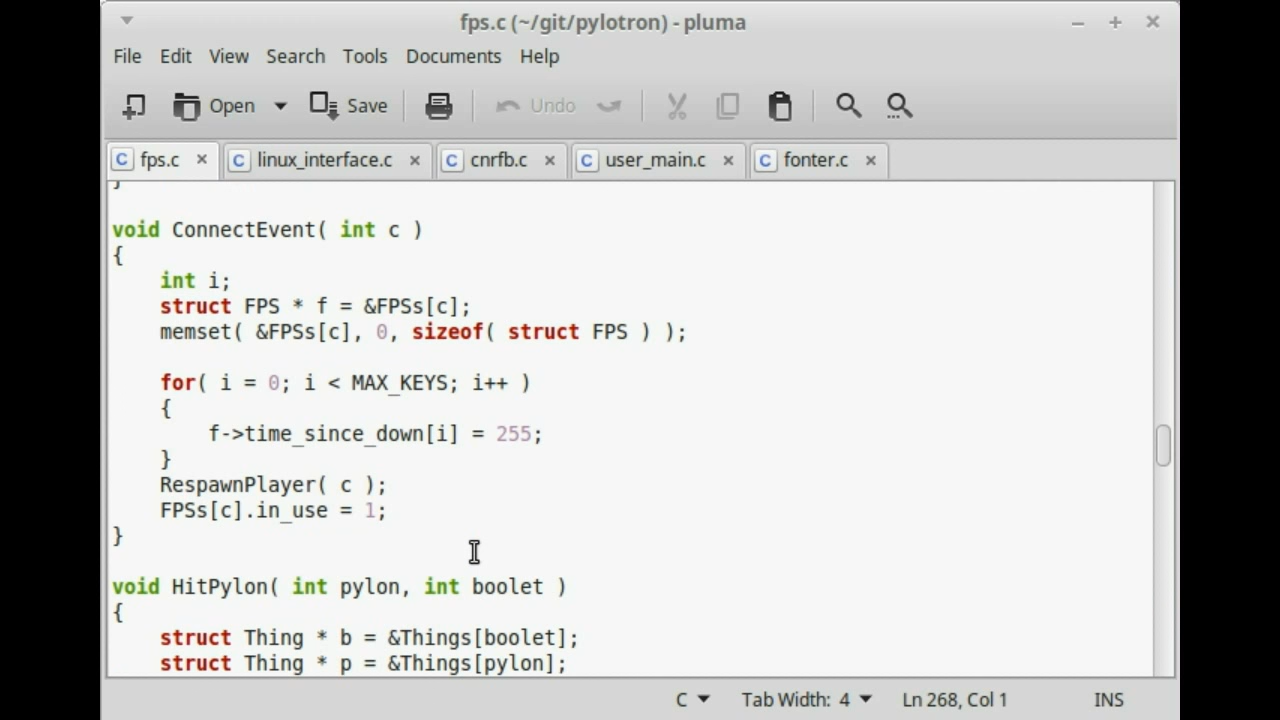 fps.c (~/git/pylotron) - pluma
File Edit View Search Tools Documents Help
Open Save Undo
fps.c linux_interface.c cnrfb.c user_main.c fonter.c
}
void ConnectEvent( int c )
{
int i;
struct FPS * f = &FPSs[c];
memset( &FPSs[c], 0, sizeof( struct FPS ) );
for( i = 0; i < MAX_KEYS; i++ )
{
f->time_since_down[i] = 255;
}
RespawnPlayer( c );
FPSs[c].in_use = 1;
}
void HitPylon( int pylon, int boolet )
{
struct Thing * b = &Things[boolet];
struct Thing * p = &Things[pylon];
C Tab Width: 4 Ln 268, Col 1 INS